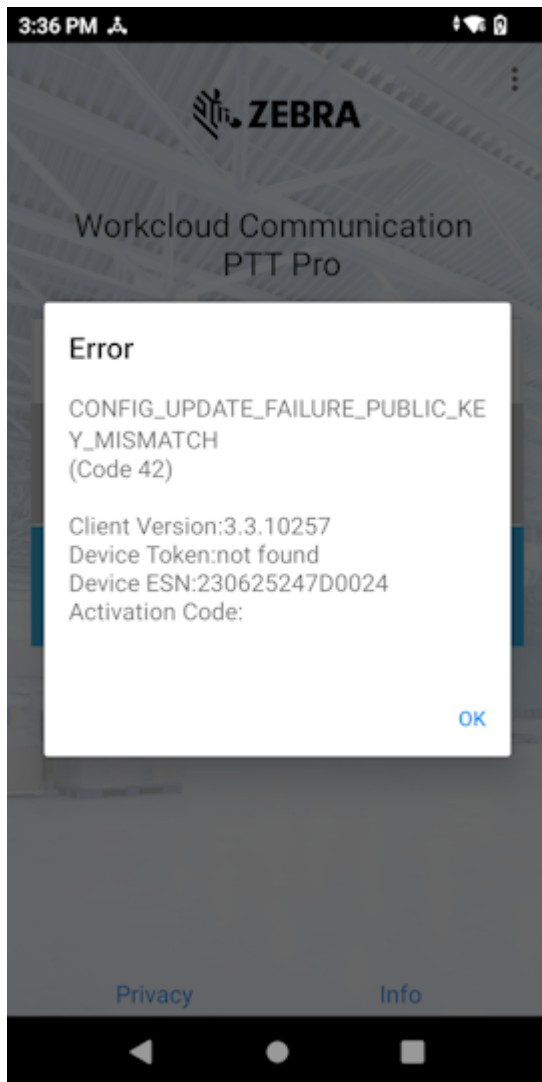 3:36 PM
ZEBRA
Workcloud Communication
PTT Pro
Error
CONFIG_UPDATE_FAILURE_PUBLIC_KE
Y_MISMATCH
(Code 42)
Client Version:3.3.10257
Device Token:not found
Device ESN:230625247D0024
Activation Code:
OK
Privacy
Info